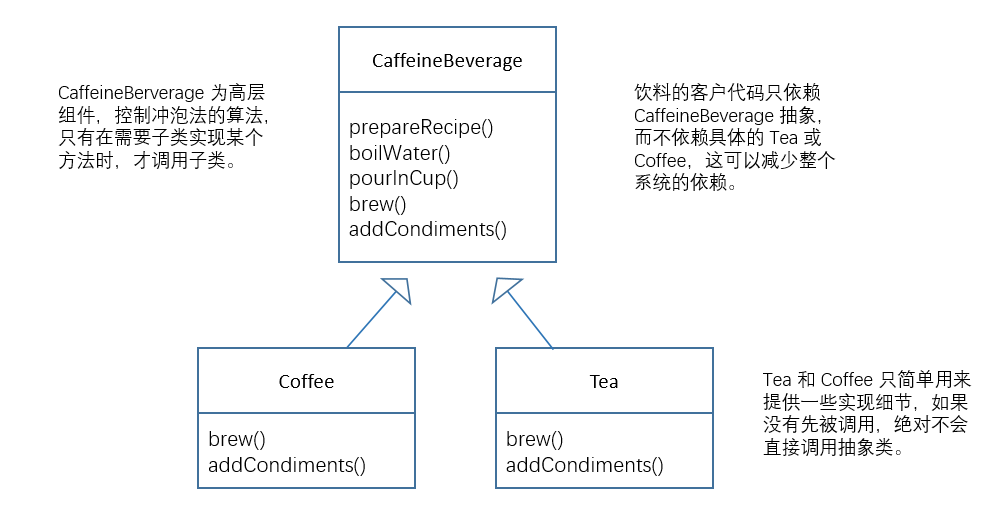 CaffeineBeverage
prepareRecipe()
boilWater()
pourInCup()
brew()
addCondiments()
CaffeineBerverage 为高层
组件，控制冲泡法的算法，
只有在需要子类实现某个
方法时，才调用子类。
饮料的客户代码只依赖
CaffeineBeverage 抽象，
而不依赖具体的 Tea 或
Coffee，这可以减少整个
系统的依赖。
Coffee
brew()
addCondiments()
Tea
brew()
addCondiments()
Tea 和 Coffee 只简单用来
提供一些实现细节，如果
没有先被调用，绝对不会
直接调用抽象类。